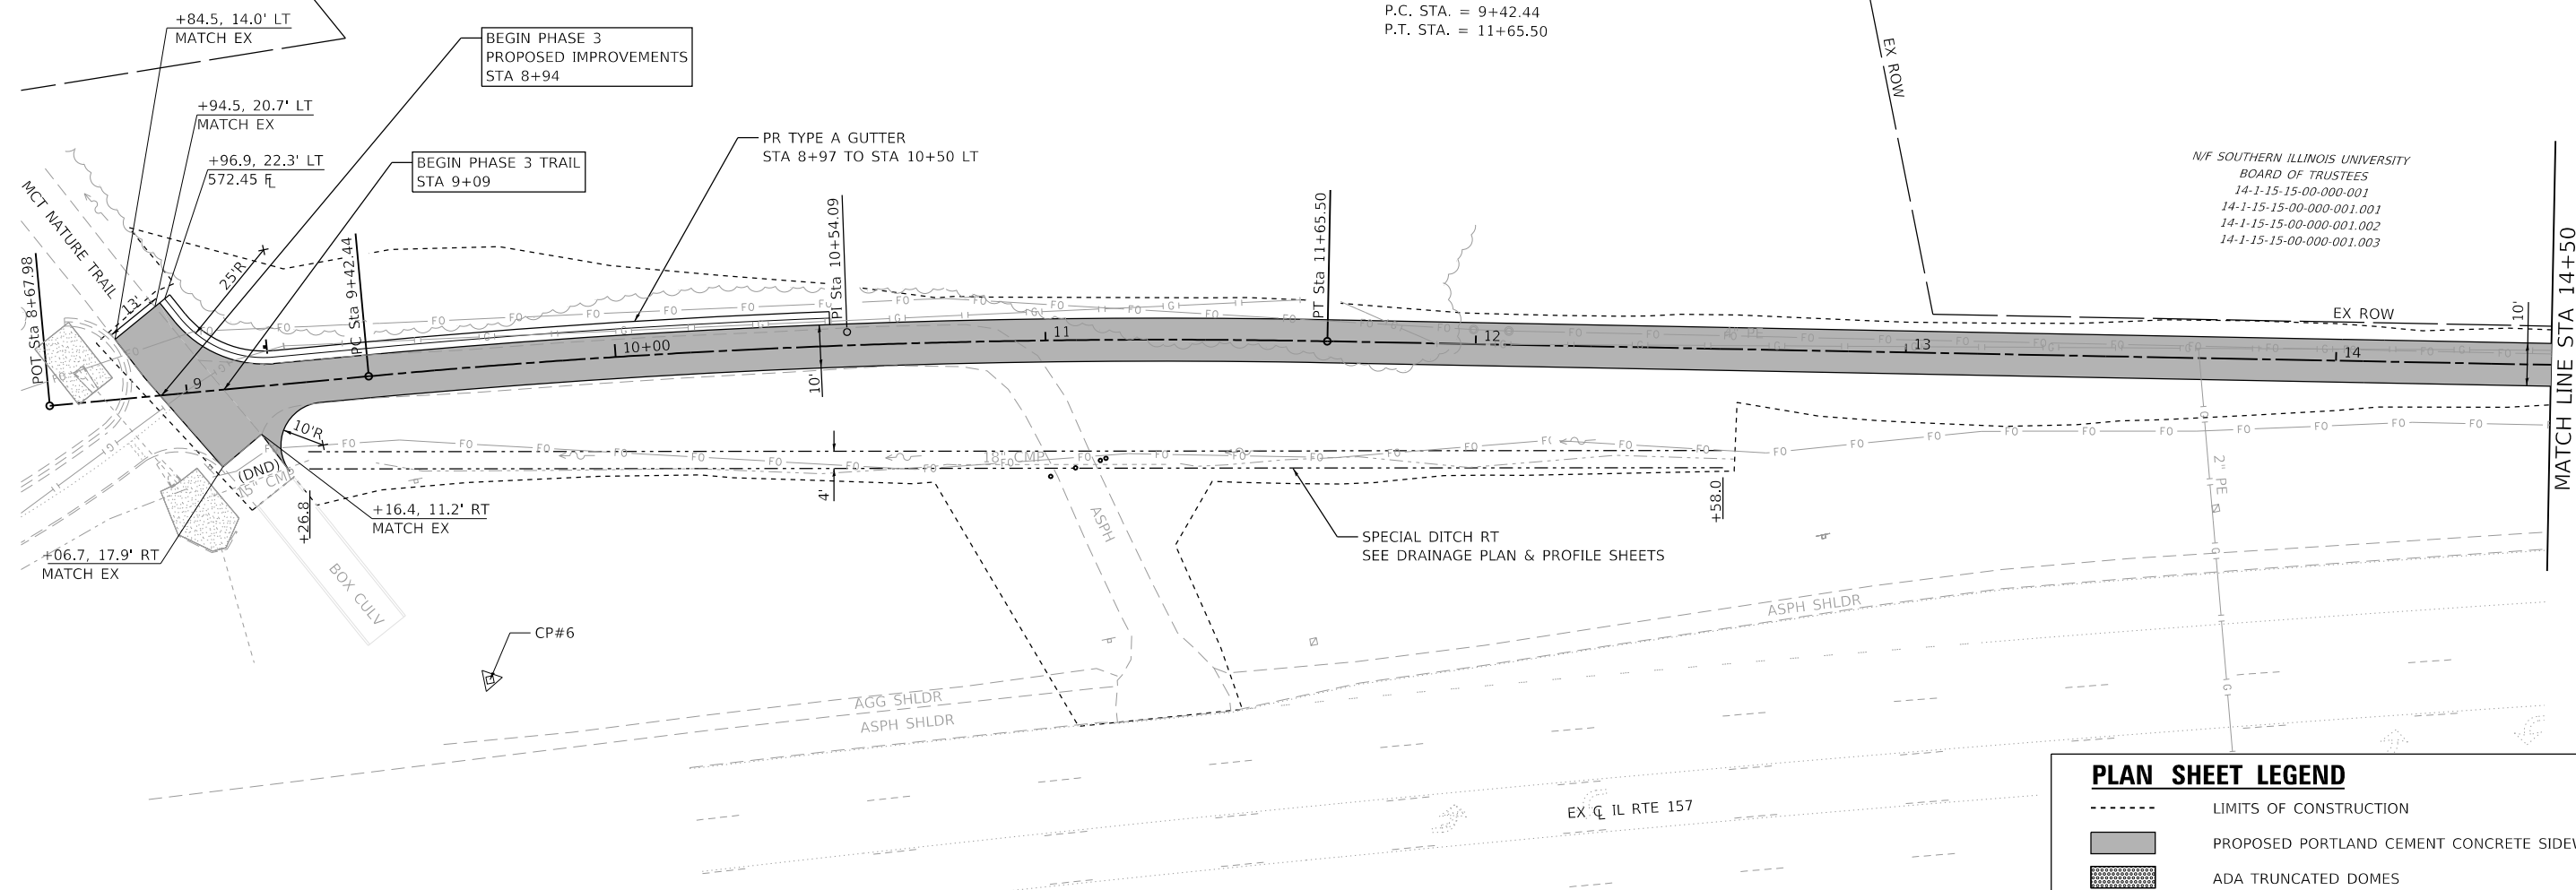 +84.5, 14.0' LT
MATCH EX
BEGIN PHASE 3
PROPOSED IMPROVEMENTS
STA 8+94
P.C. STA. = 9+42.44
P.T. STA. = 11+65.50
EX ROW
+94.5, 20.7' LT
MATCH EX
+96.9, 22.3' LT
572.45 FL
BEGIN PHASE 3 TRAIL
STA 9+09
PR TYPE A GUTTER
STA 8+97 TO STA 10+50 LT
N/F SOUTHERN ILLINOIS UNIVERSITY
BOARD OF TRUSTEES
14-1-15-15-00-000-001
14-1-15-15-00-000-001.001
14-1-15-15-00-000-001.002
14-1-15-15-00-000-001.003
MCT NATURE TRAIL
POT Sta 8+67.98
13'
25'R
PC Sta 9+42.44
PI Sta 10+54.09
PT Sta 11+65.50
EX ROW
10'
MATCH LINE STA 14+50
9
10+00
11
12
13
14
10'
10'R
4'
18" CMP
(DND)
15" CMP
+26.8
+16.4, 11.2' RT
MATCH EX
+06.7, 17.9' RT
MATCH EX
BOX CULV
ASPH
+58.0
2" PE
SPECIAL DITCH RT
SEE DRAINAGE PLAN & PROFILE SHEETS
CP#6
AGG SHLDR
ASPH SHLDR
ASPH SHLDR
EX CL IL RTE 157
PLAN SHEET LEGEND
LIMITS OF CONSTRUCTION
PROPOSED PORTLAND CEMENT CONCRETE SIDEW
ADA TRUNCATED DOMES